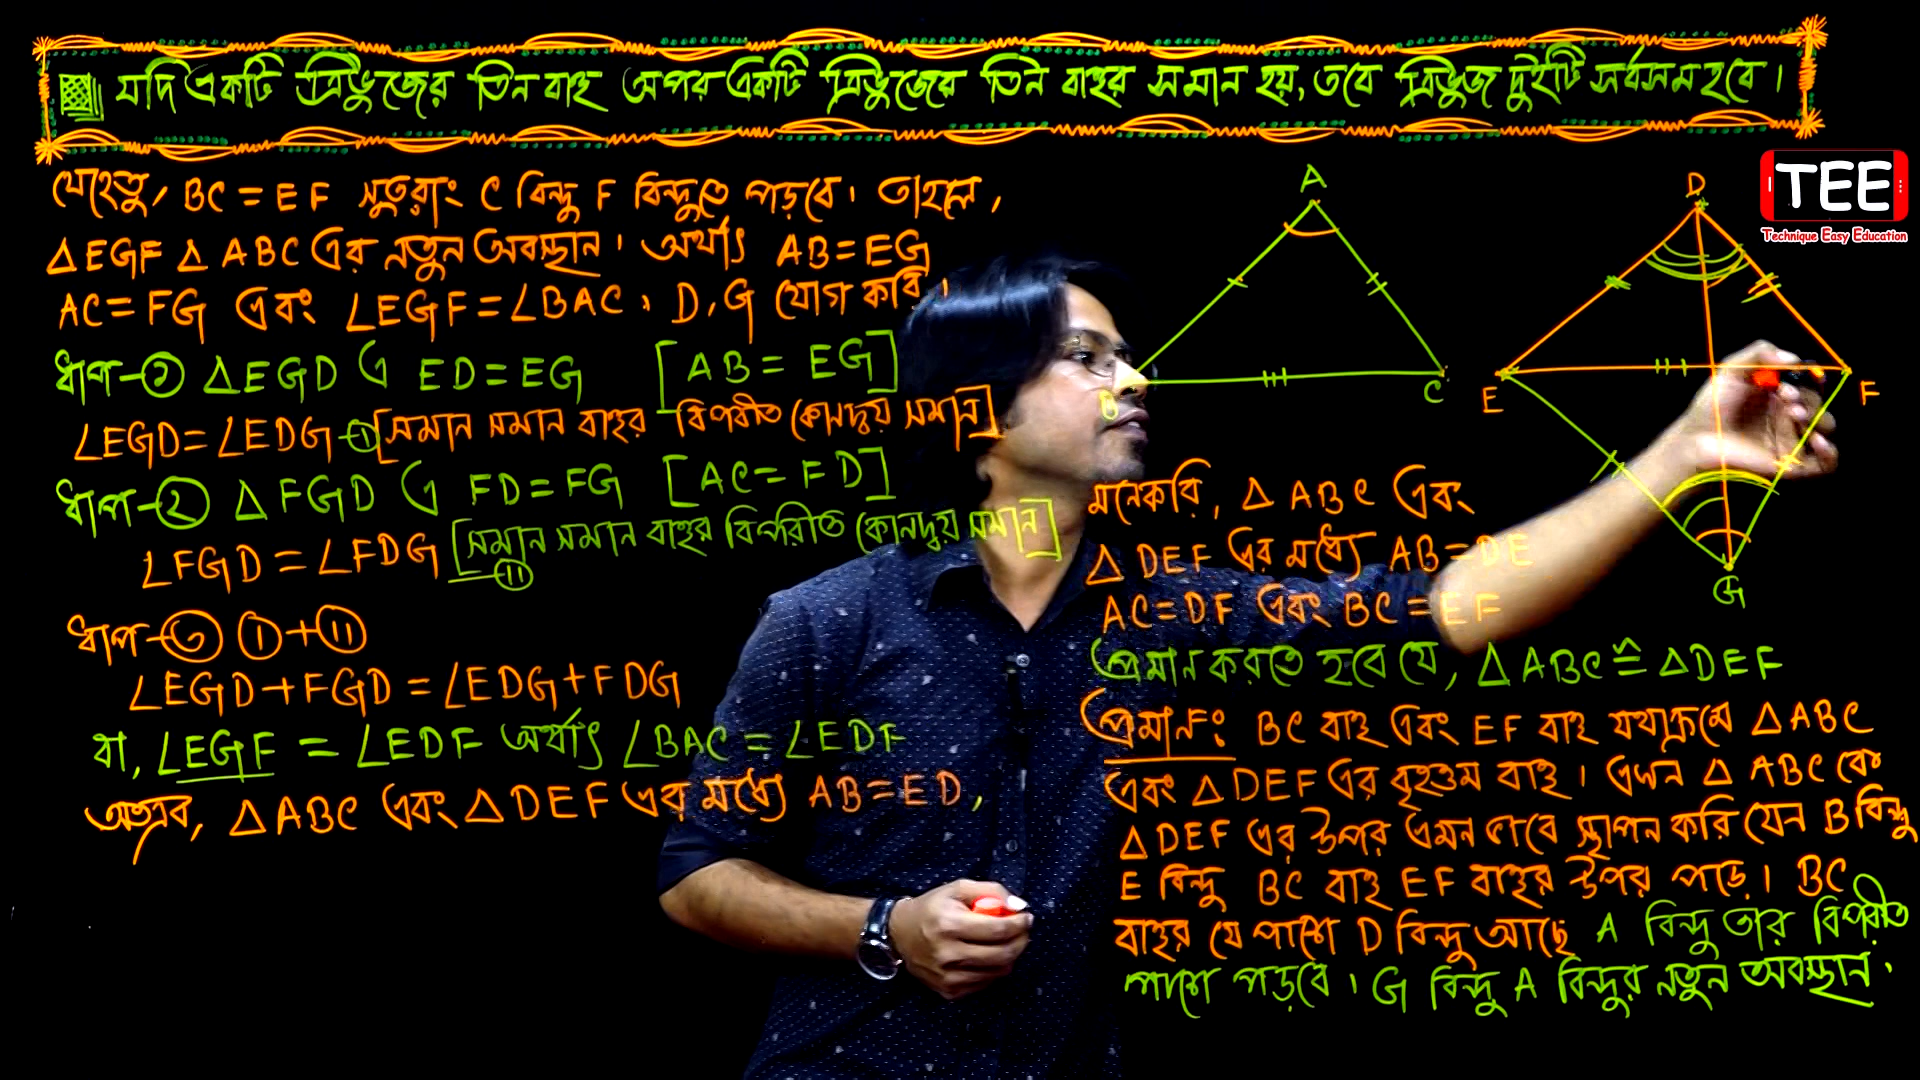 যদি একটি ত্রিভুজের তিন বাহু অপর একটি ত্রিভুজের তিন বাহুর সমান হয়, তবে ত্রিভুজ দুইটি সর্বসম হবে।
TEE
Technique Easy Education
যেহেতু, BC = EF সুতরাং C বিন্দু F বিন্দুতে পড়বে। তাহলে,
△EGF △ABC এর নতুন অবস্থান। অর্থাৎ AB=EG
AC=FG এবং ∠EGF=∠BAC। D,G যোগ করি।
ধাপ-১ △EGD এ ED=EG [AB=EG]
∠EGD=∠EDG-① [সমান সমান বাহুর বিপরীত কোনদ্বয় সমান]
ধাপ-২ △FGD এ FD=FG [AC=FD]
∠FGD=∠FDG [সমান সমান বাহুর বিপরীত কোনদ্বয় সমান]
—⑪
ধাপ-৩ ①+⑪
∠EGD+FGD=∠EDG+FDG
বা, ∠EGF = ∠EDF অর্থাৎ ∠BAC = ∠EDF
অতএব, △ABC এবং △DEF এর মধ্যে AB=ED,
A
B
C
D
E
F
G
মনেকরি, △ABC এবং
△DEF এর মধ্যে AB=DE
AC=DF এবং BC=EF
প্রমান করতে হবে যে, △ABC≅△DEF
প্রমান: BC বাহু এবং EF বাহু যথাক্রমে △ABC
এবং △DEF এর বৃহত্তম বাহু। এখন △ABC কে
△DEF এর উপর এমন ভাবে স্থাপন করি যেন B বিন্দু
E বিন্দু BC বাহু EF বাহুর উপর পড়ে। BC
বাহুর যে পাশে D বিন্দু আছে A বিন্দু তার বিপরীত
পাশে পড়বে। G বিন্দু A বিন্দুর নতুন অবস্থান।